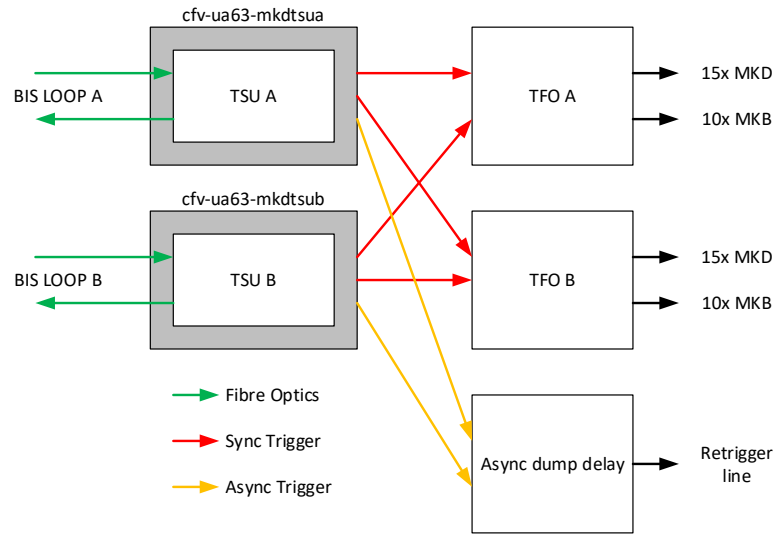 cfv-ua63-mkdtsua
BIS LOOP A
TSU A
TFO A
15x MKD
10x MKB
cfv-ua63-mkdtsub
BIS LOOP B
TSU B
TFO B
15x MKD
10x MKB
Fibre Optics
Sync Trigger
Async Trigger
Async dump delay
Retrigger
line